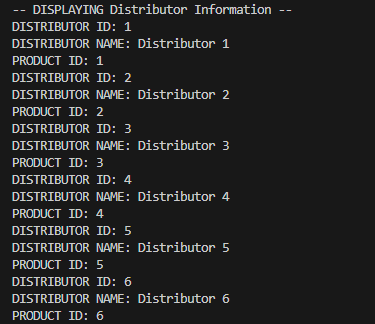 -- DISPLAYING Distributor Information --
DISTRIBUTOR ID: 1
DISTRIBUTOR NAME: Distributor 1
PRODUCT ID: 1
DISTRIBUTOR ID: 2
DISTRIBUTOR NAME: Distributor 2
PRODUCT ID: 2
DISTRIBUTOR ID: 3
DISTRIBUTOR NAME: Distributor 3
PRODUCT ID: 3
DISTRIBUTOR ID: 4
DISTRIBUTOR NAME: Distributor 4
PRODUCT ID: 4
DISTRIBUTOR ID: 5
DISTRIBUTOR NAME: Distributor 5
PRODUCT ID: 5
DISTRIBUTOR ID: 6
DISTRIBUTOR NAME: Distributor 6
PRODUCT ID: 6